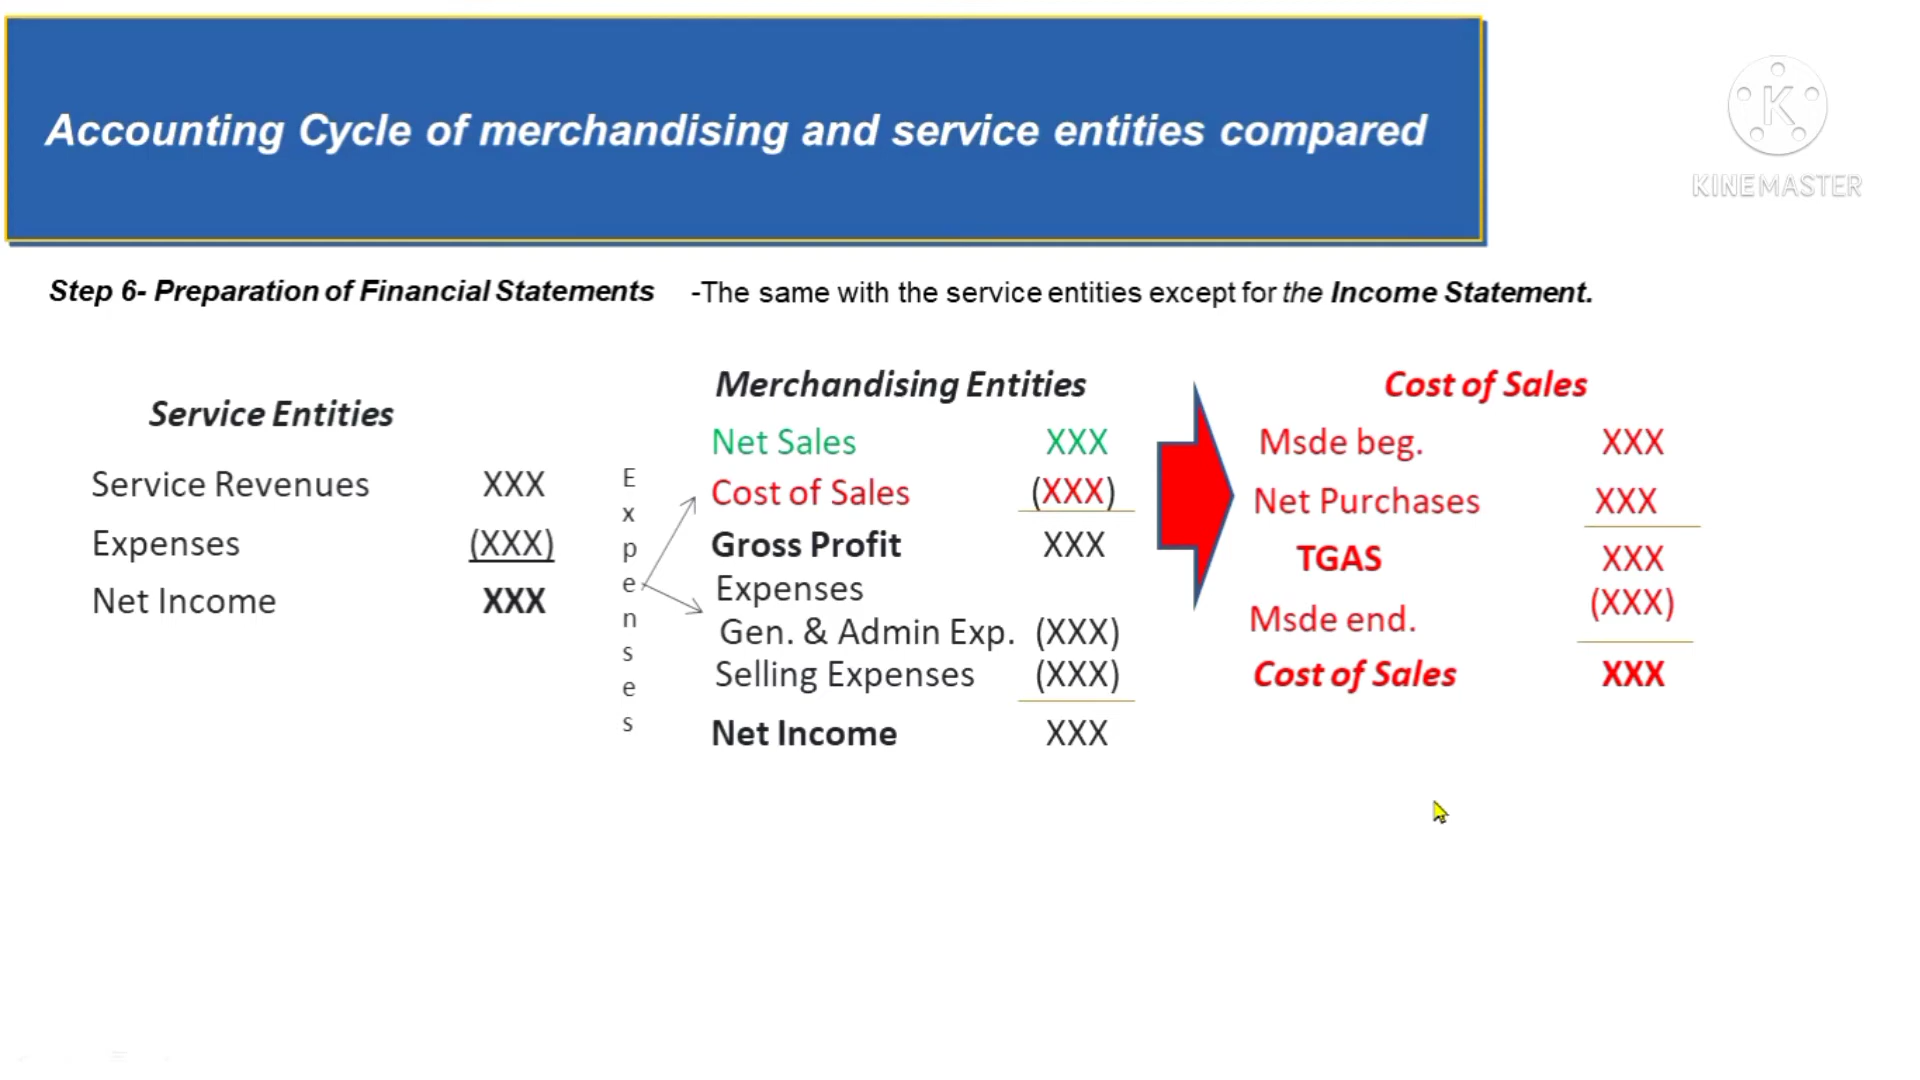 Accounting Cycle of merchandising and service entities compared
KINEMASTER
Step 6- Preparation of Financial Statements -The same with the service entities except for the Income Statement.
Service Entities
Service Revenues XXX
Expenses (XXX)
Net Income XXX
Expenses
Merchandising Entities
Net Sales XXX
Cost of Sales (XXX)
Gross Profit XXX
Expenses
Gen. & Admin Exp. (XXX)
Selling Expenses (XXX)
Net Income XXX
Cost of Sales
Msde beg. XXX
Net Purchases XXX
TGAS XXX
Msde end. (XXX)
Cost of Sales XXX